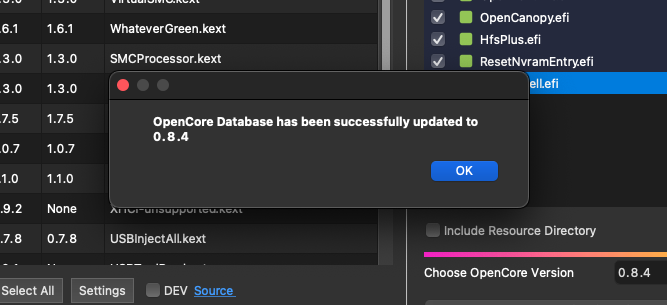 VirtualSMC.kext
.6.1 1.6.1 WhateverGreen.kext
.3.0 1.3.0 SMCProcessor.kext
.3.0 1.3.0
.7.5 1.7.5
.0.7 1.0.7
.1.0 1.1.0
.9.2 None XHCI-unsupported.kext
.7.8 0.7.8 USBInjectAll.kext
None
Select All Settings DEV Source
OpenCanopy.efi
HfsPlus.efi
ResetNvramEntry.efi
ell.efi
OpenCore Database has been successfully updated to
0.8.4
OK
Include Resource Directory
Choose OpenCore Version 0.8.4